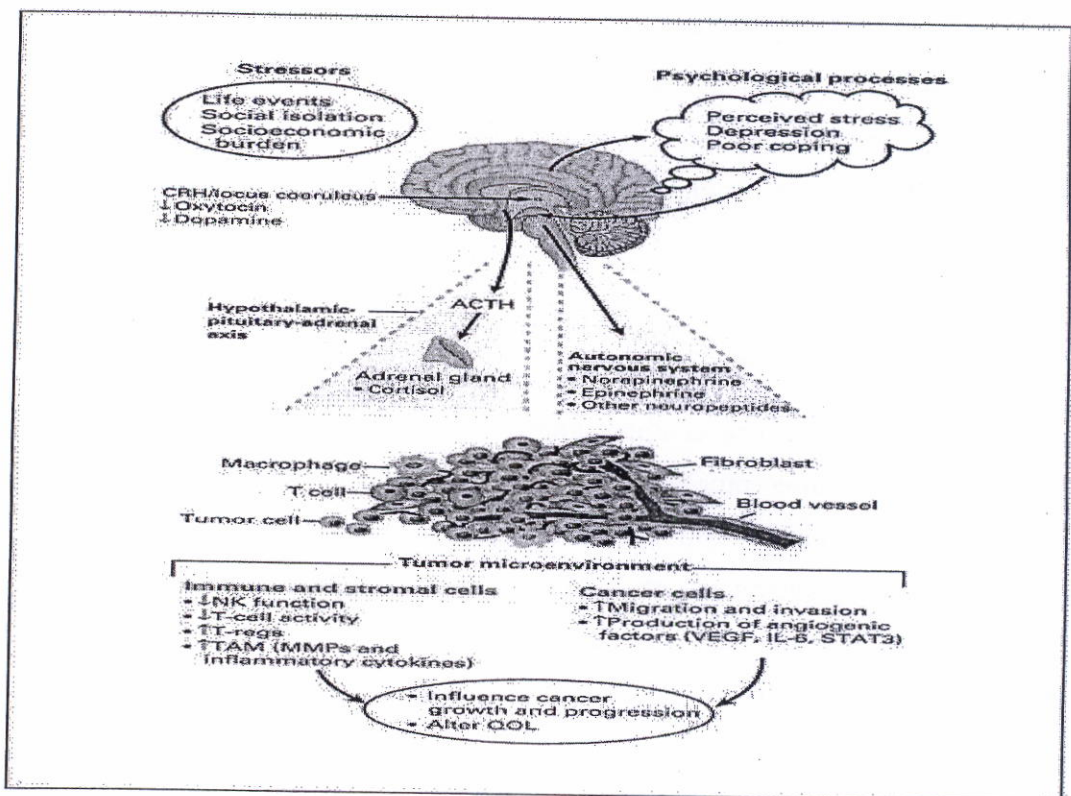 Stressors
Life events
Social isolation
Socioeconomic
burden
Psychological processes
Perceived stress
Depression
Poor coping
CRH/locus coeruleus
↓Oxytocin
↓Dopamine
Hypothalamic-
pituitary-adrenal
axis
ACTH
Adrenal gland
• Cortisol
Autonomic
nervous system
• Norepinephrine
• Epinephrine
• Other neuropeptides
Macrophage
T cell
Tumor cell
Fibroblast
Blood vessel
Tumor microenvironment
Immune and stromal cells
• ↓NK function
• ↓T-cell activity
• ↑T-regs
• ↑TAM (MMPs and
inflammatory cytokines)
Cancer cells
• ↑Migration and invasion
• ↑Production of angiogenic
factors (VEGF, IL-6, STAT3)
• Influence cancer
growth and progression
• Alter QOL